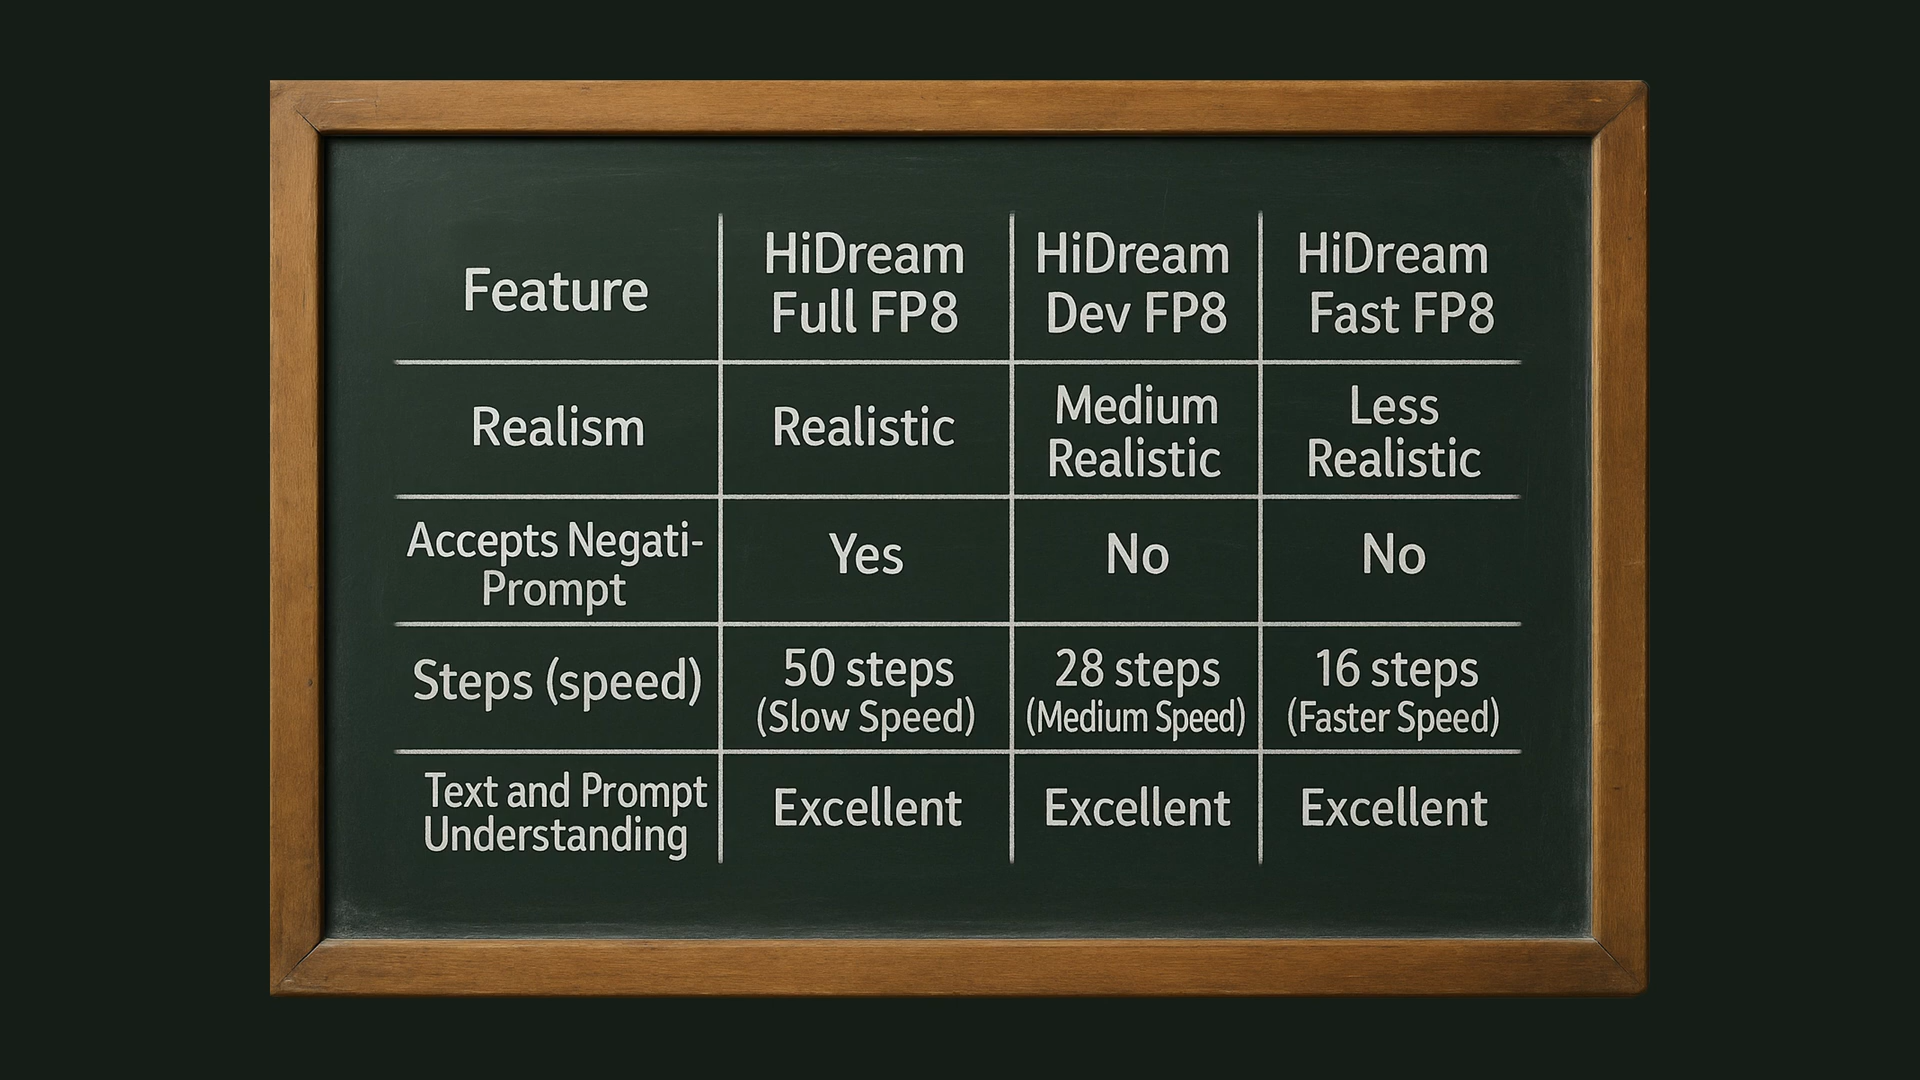 Feature
HiDream
Full FP8
HiDream
Dev FP8
HiDream
Fast FP8
Realism
Realistic
Medium
Realistic
Less
Realistic
Accepts Negati-
Prompt
Yes
No
No
Steps (speed)
50 steps
(Slow Speed)
28 steps
(Medium Speed)
16 steps
(Faster Speed)
Text and Prompt
Understanding
Excellent
Excellent
Excellent